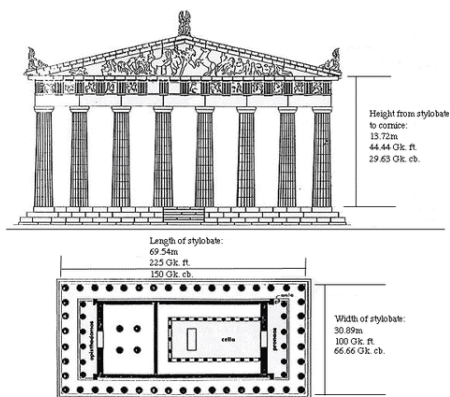 Height from stylobate
to cornice:
13.72m
44.44 Gk. ft.
29.63 Gk. cb.
Length of stylobate:
69.54m
225 Gk. ft.
150 Gk. cb.
opisthodomos
cella
pronaos
Width of stylobate:
30.89m
100 Gk. ft.
66.66 Gk. cb.